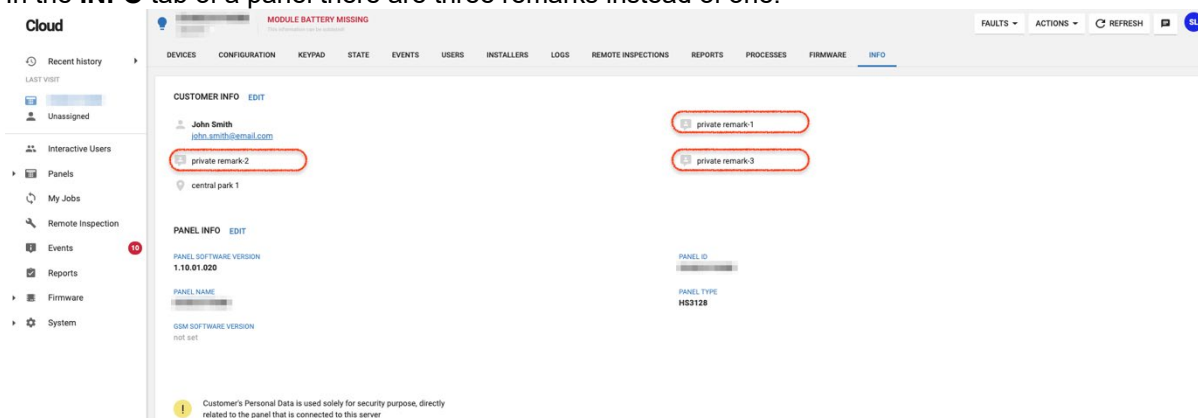 in the INFO tab of a panel there are three remarks instead of one.
Cloud
MODULE BATTERY MISSING
FAULTS
ACTIONS
REFRESH
SL
DEVICES CONFIGURATION KEYPAD STATE EVENTS USERS INSTALLERS LOGS REMOTE INSPECTIONS REPORTS PROCESSES FIRMWARE INFO
Recent history
LAST VISIT
Unassigned
Interactive Users
Panels
My Jobs
Remote Inspection
Events 10
Reports
Firmware
System
CUSTOMER INFO EDIT
John Smith
john.smith@email.com
private remark-1
private remark-2
private remark-3
central park 1
PANEL INFO EDIT
PANEL SOFTWARE VERSION
1.10.01.020
PANEL ID
PANEL NAME
PANEL TYPE
HS3128
GSM SOFTWARE VERSION
not set
! Customer's Personal Data is used solely for security purpose, directly
related to the panel that is connected to this server